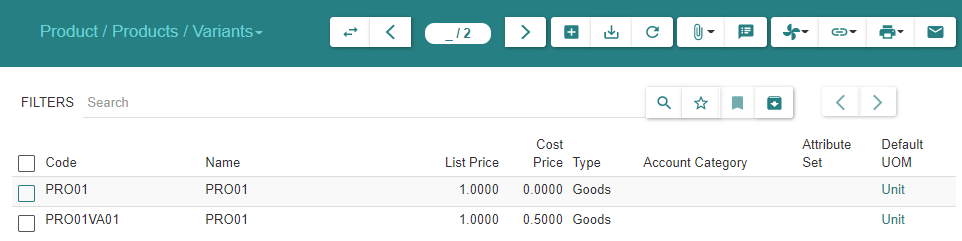 Product / Products / Variants
_ / 2
FILTERS Search
Code Name List Price Cost Price Type Account Category Attribute Set Default UOM
PRO01 PRO01 1.0000 0.0000 Goods Unit
PRO01VA01 PRO01 1.0000 0.5000 Goods Unit